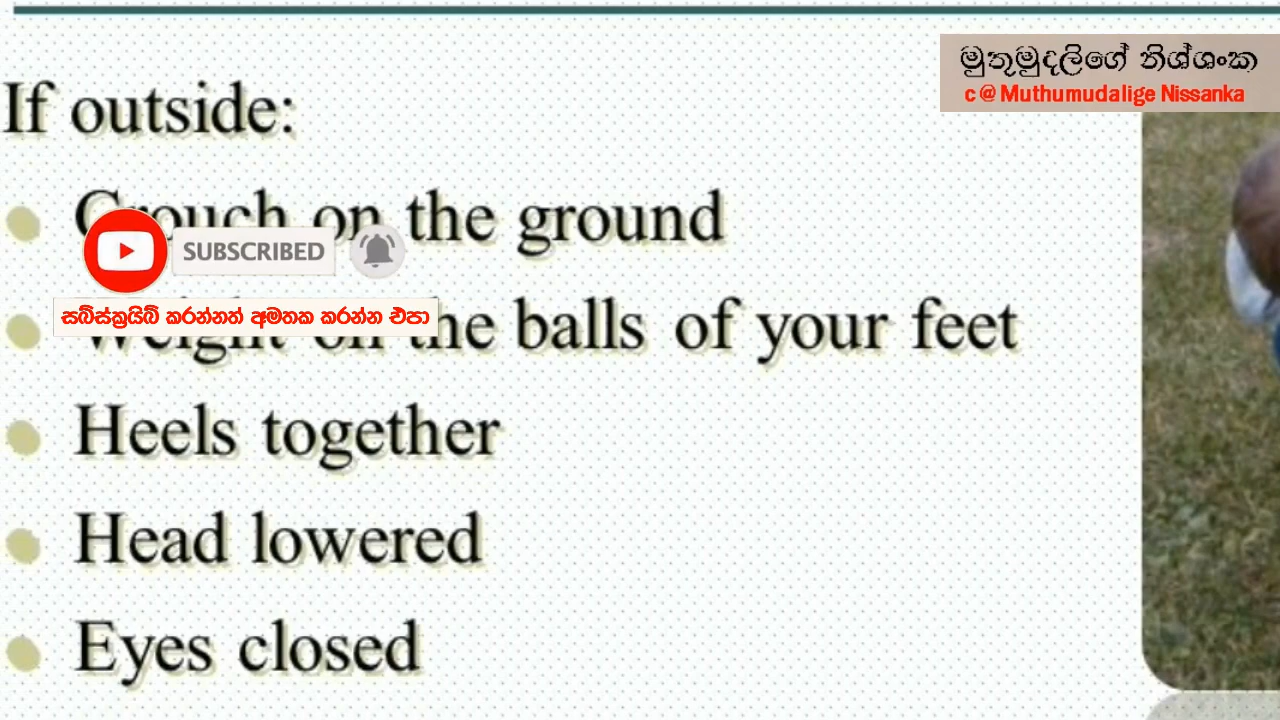 මුතුමුදලිගේ නිශ්ශංක
c@Muthumudalige Nissanka
If outside:
Crouch on the ground
SUBSCRIBED
සබ්ස්ක්‍රයිබ් කරන්නත් අමතක කරන්න එපා
Weight on the balls of your feet
Heels together
Head lowered
Eyes closed